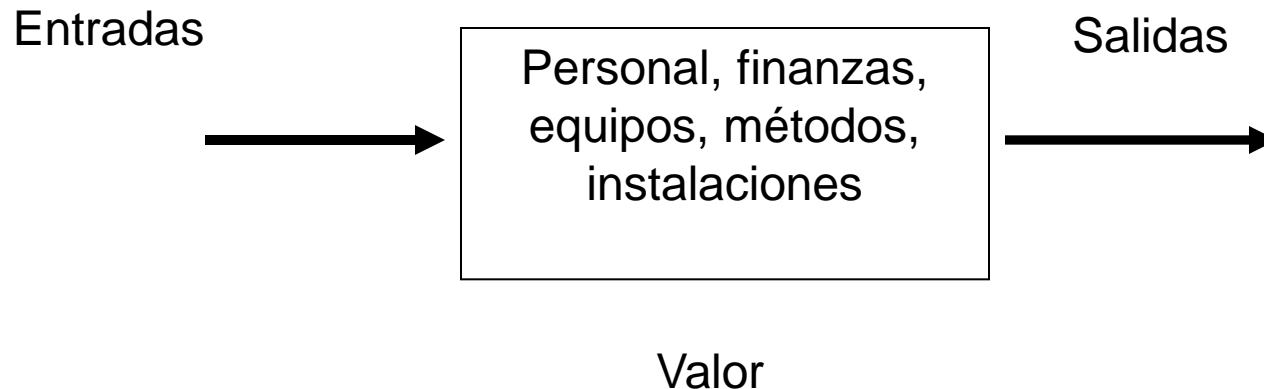 Entradas
Personal, finanzas,
equipos, métodos,
instalaciones
Salidas
Valor